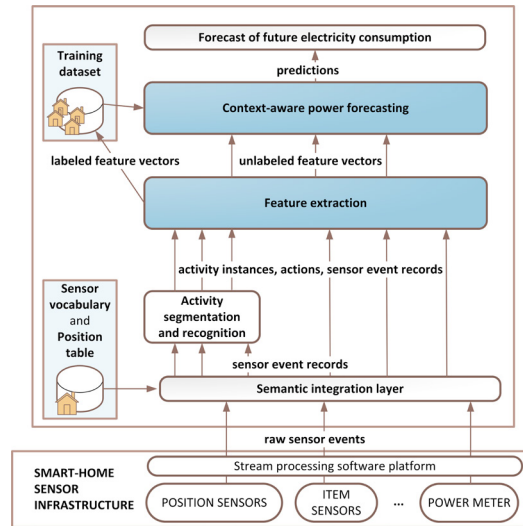 Forecast of future electricity consumption
Training
dataset
predictions
Context-aware power forecasting
labeled feature vectors
unlabeled feature vectors
Feature extraction
activity instances, actions, sensor event records
Sensor
vocabulary
and
Position
table
Activity
segmentation
and recognition
sensor event records
Semantic integration layer
raw sensor events
SMART-HOME
SENSOR
INFRASTRUCTURE
Stream processing software platform
POSITION SENSORS
ITEM
SENSORS
...
POWER METER